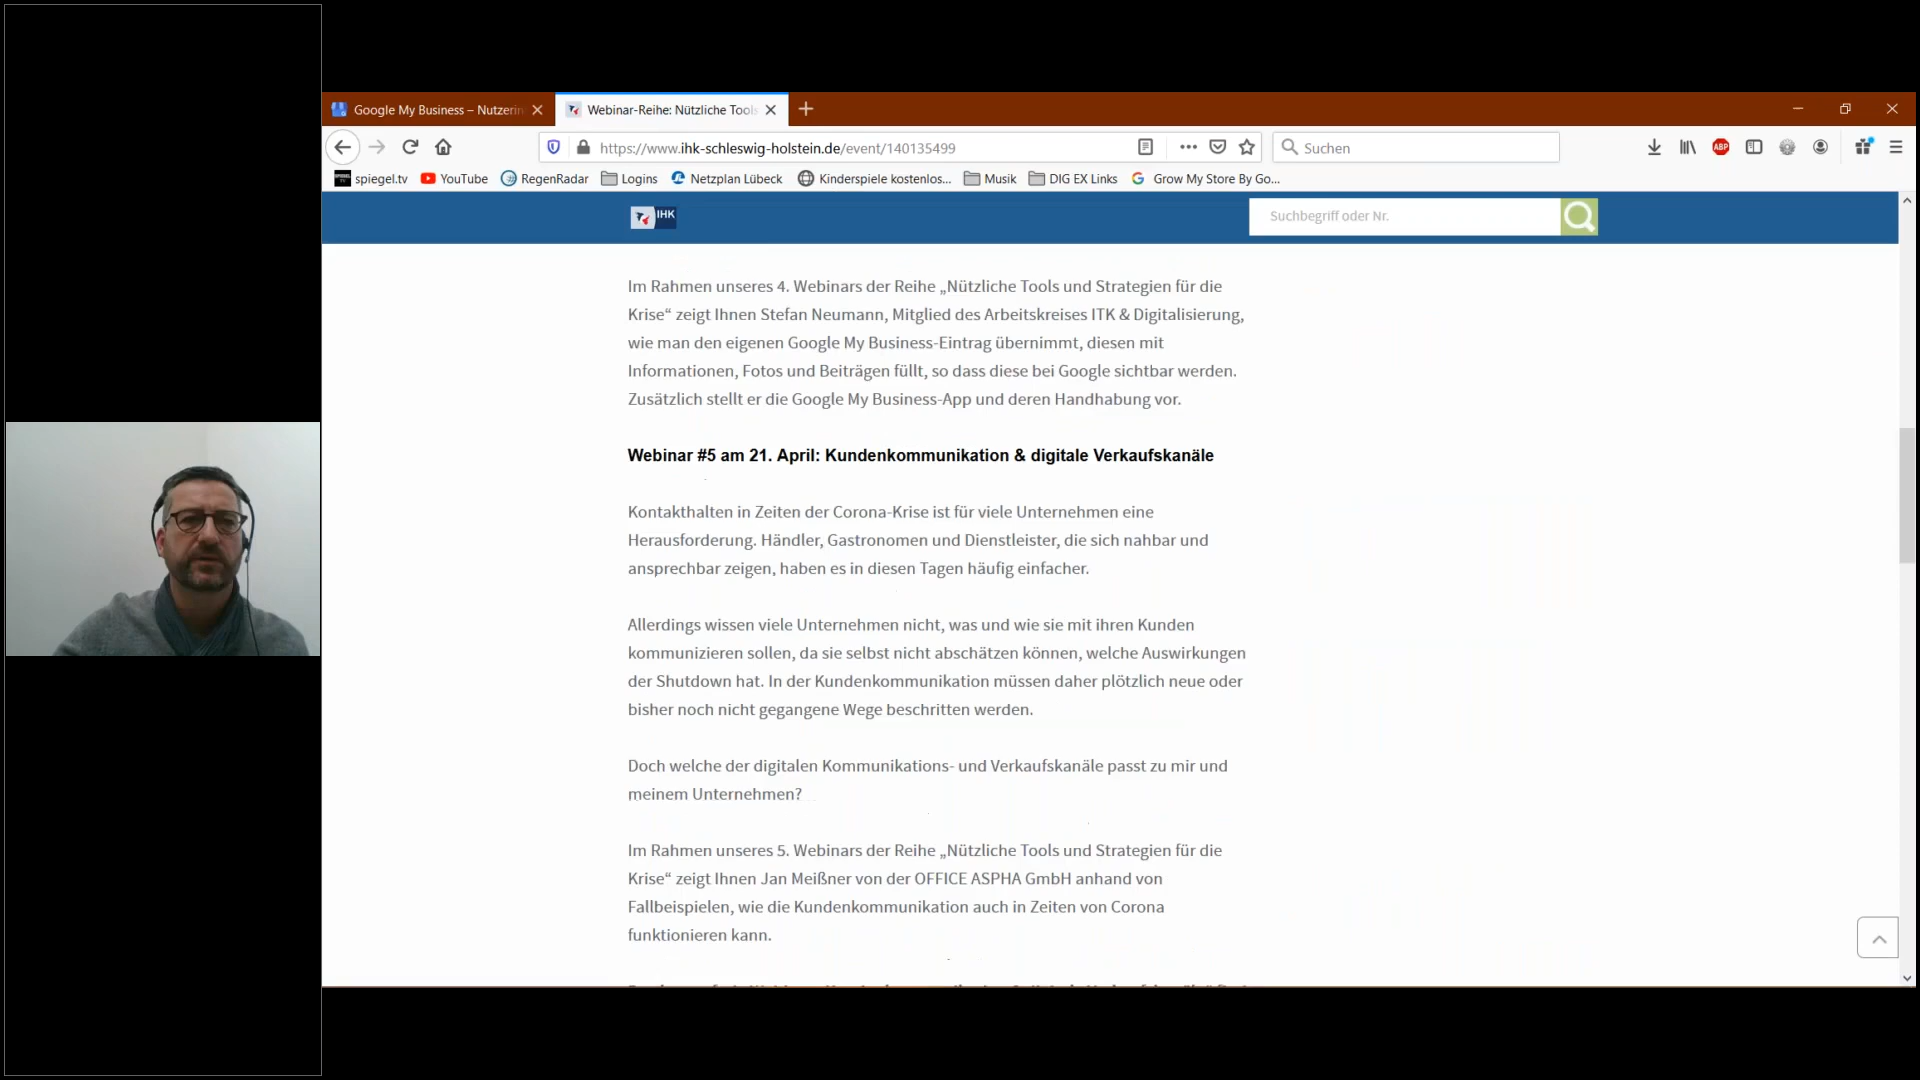 Google My Business – Nutzerin
Webinar-Reihe: Nützliche Tools
https://www.ihk-schleswig-holstein.de/event/140135499
Suchen
ABP
spiegel.tv
YouTube
RegenRadar
Logins
Netzplan Lübeck
Kinderspiele kostenlos...
Musik
DIG EX Links
Grow My Store By Go...
IHK
Suchbegriff oder Nr.
Im Rahmen unseres 4. Webinars der Reihe „Nützliche Tools und Strategien für die
Krise“ zeigt Ihnen Stefan Neumann, Mitglied des Arbeitskreises ITK & Digitalisierung,
wie man den eigenen Google My Business-Eintrag übernimmt, diesen mit
Informationen, Fotos und Beiträgen füllt, so dass diese bei Google sichtbar werden.
Zusätzlich stellt er die Google My Business-App und deren Handhabung vor.
Webinar #5 am 21. April: Kundenkommunikation & digitale Verkaufskanäle
Kontakthalten in Zeiten der Corona-Krise ist für viele Unternehmen eine
Herausforderung. Händler, Gastronomen und Dienstleister, die sich nahbar und
ansprechbar zeigen, haben es in diesen Tagen häufig einfacher.
Allerdings wissen viele Unternehmen nicht, was und wie sie mit ihren Kunden
kommunizieren sollen, da sie selbst nicht abschätzen können, welche Auswirkungen
der Shutdown hat. In der Kundenkommunikation müssen daher plötzlich neue oder
bisher noch nicht gegangene Wege beschritten werden.
Doch welche der digitalen Kommunikations- und Verkaufskanäle passt zu mir und
meinem Unternehmen?
Im Rahmen unseres 5. Webinars der Reihe „Nützliche Tools und Strategien für die
Krise“ zeigt Ihnen Jan Meißner von der OFFICE ASPHA GmbH anhand von
Fallbeispielen, wie die Kundenkommunikation auch in Zeiten von Corona
funktionieren kann.